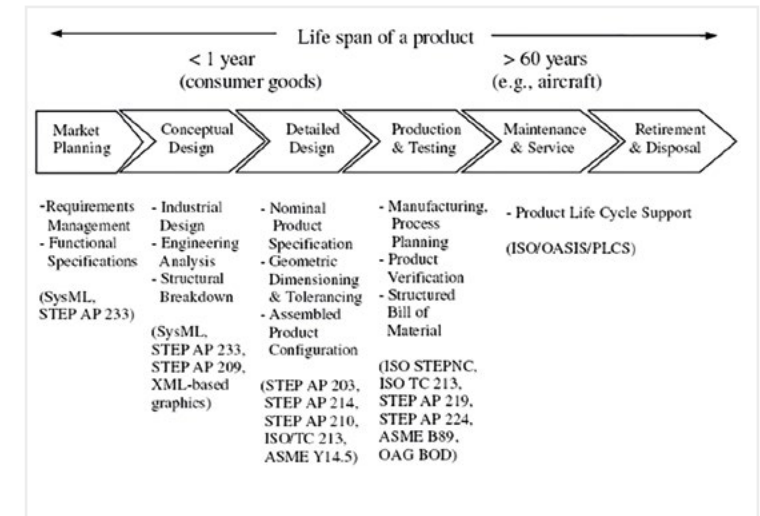 Life span of a product
< 1 year
(consumer goods)
> 60 years
(e.g., aircraft)
Market
Planning
Conceptual
Design
Detailed
Design
Production
& Testing
Maintenance
& Service
Retirement
& Disposal
-Requirements
Management
- Functional
Specifications
(SysML,
STEP AP 233)
- Industrial
Design
- Engineering
Analysis
- Structural
Breakdown
(SysML,
STEP AP 233,
STEP AP 209,
XML-based
graphics)
- Nominal
Product
Specification
- Geometric
Dimensioning
& Tolerancing
- Assembled
Product
Configuration
(STEP AP 203,
STEP AP 214,
STEP AP 210,
ISO/TC 213,
ASME Y14.5)
- Manufacturing,
Process
Planning
- Product
Verification
- Structured
Bill of
Material
(ISO STEPNC,
ISO TC 213,
STEP AP 219,
STEP AP 224,
ASME B89,
OAG BOD)
- Product Life Cycle Support
(ISO/OASIS/PLCS)